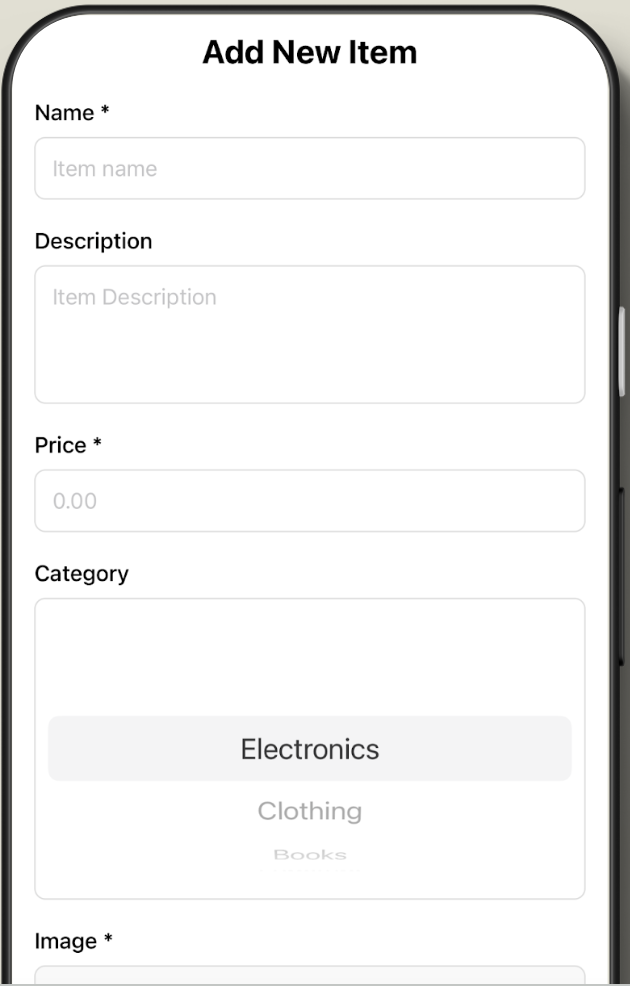 Add New Item
Name *
Item name
Description
Item Description
Price *
0.00
Category
Electronics
Clothing
Books
Image *